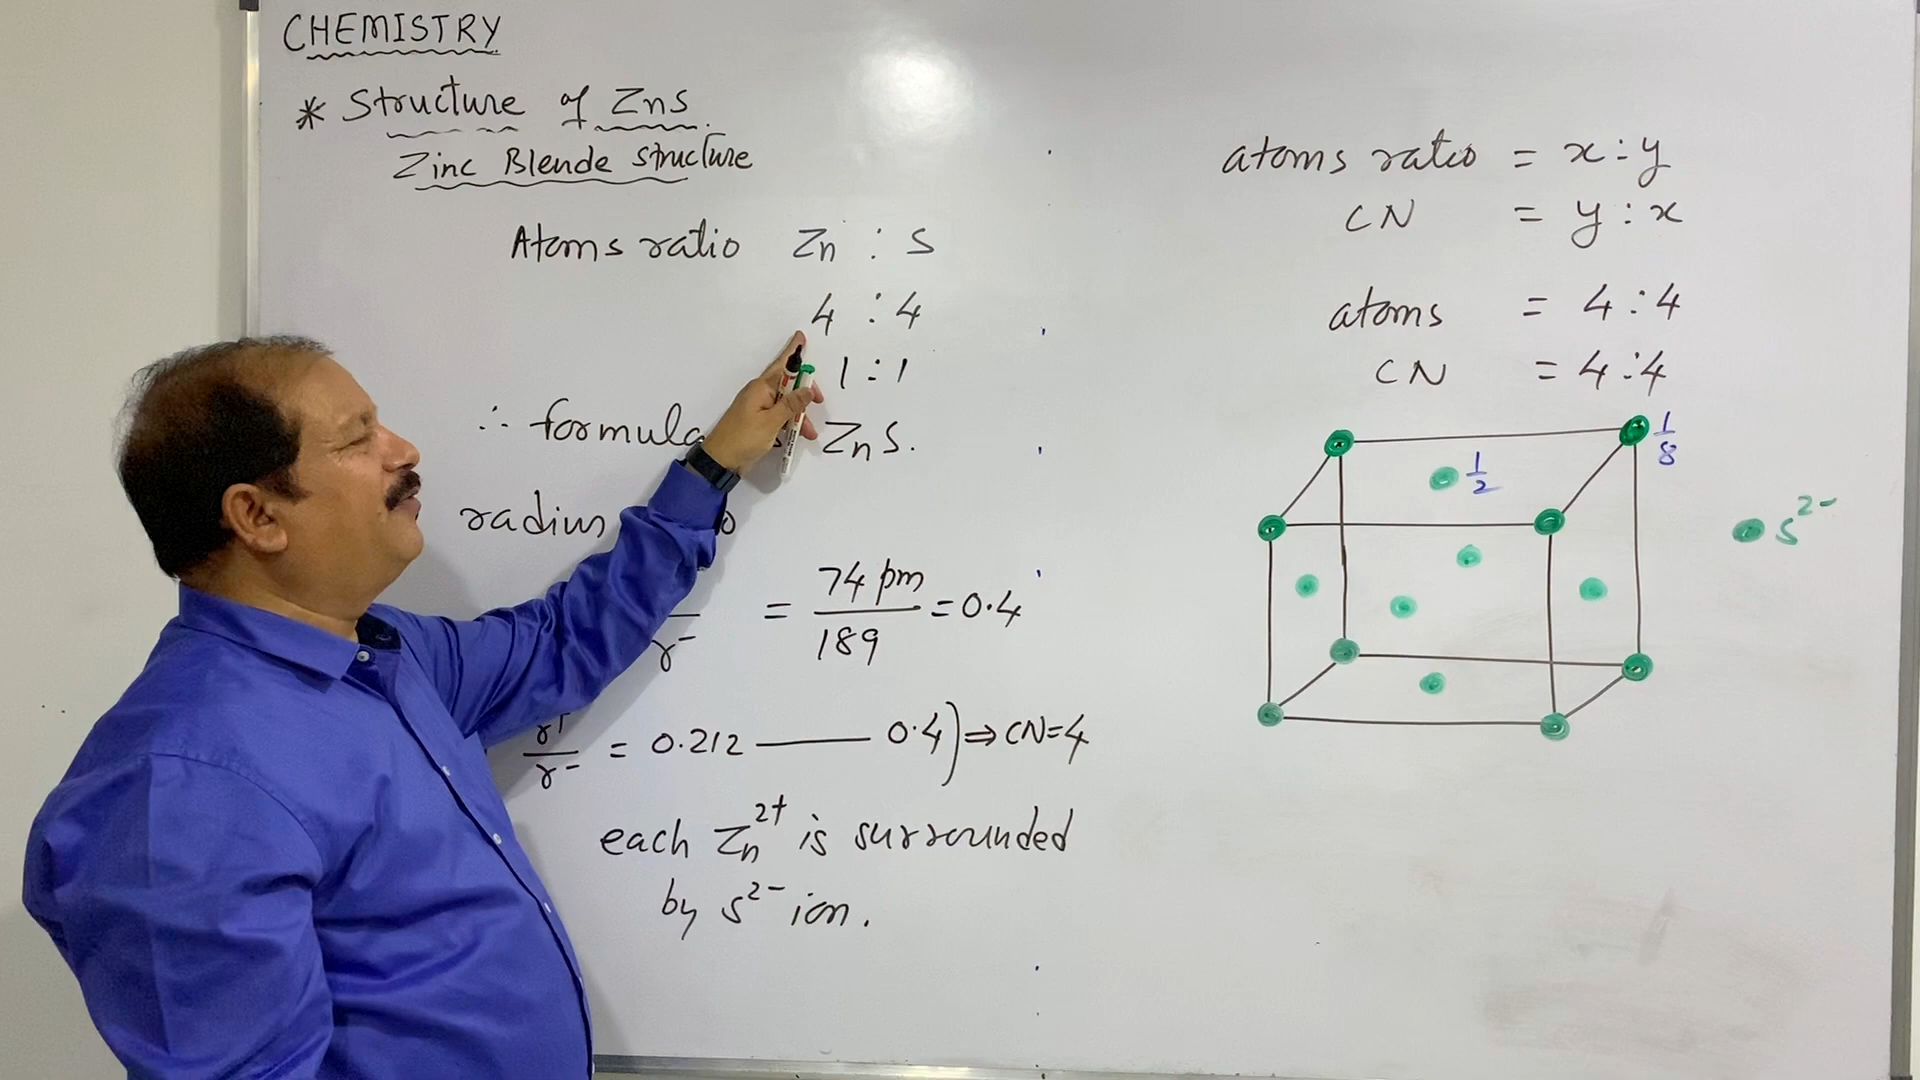 CHEMISTRY
* Structure of ZnS.
Zinc Blende Structure
Atoms ratio Zn : S
4 : 4
1 : 1
∴ formula ZnS.
radius
r⁻ = 74 pm / 189 = 0.4
r⁺/r⁻ = 0.212 — 0.4) ⇒ CN=4
each Zn²⁺ is surrounded
by S²⁻ ion.
atoms ratio = x : y
CN = y : x
atoms = 4 : 4
CN = 4 : 4
1/8
1/2
S²⁻